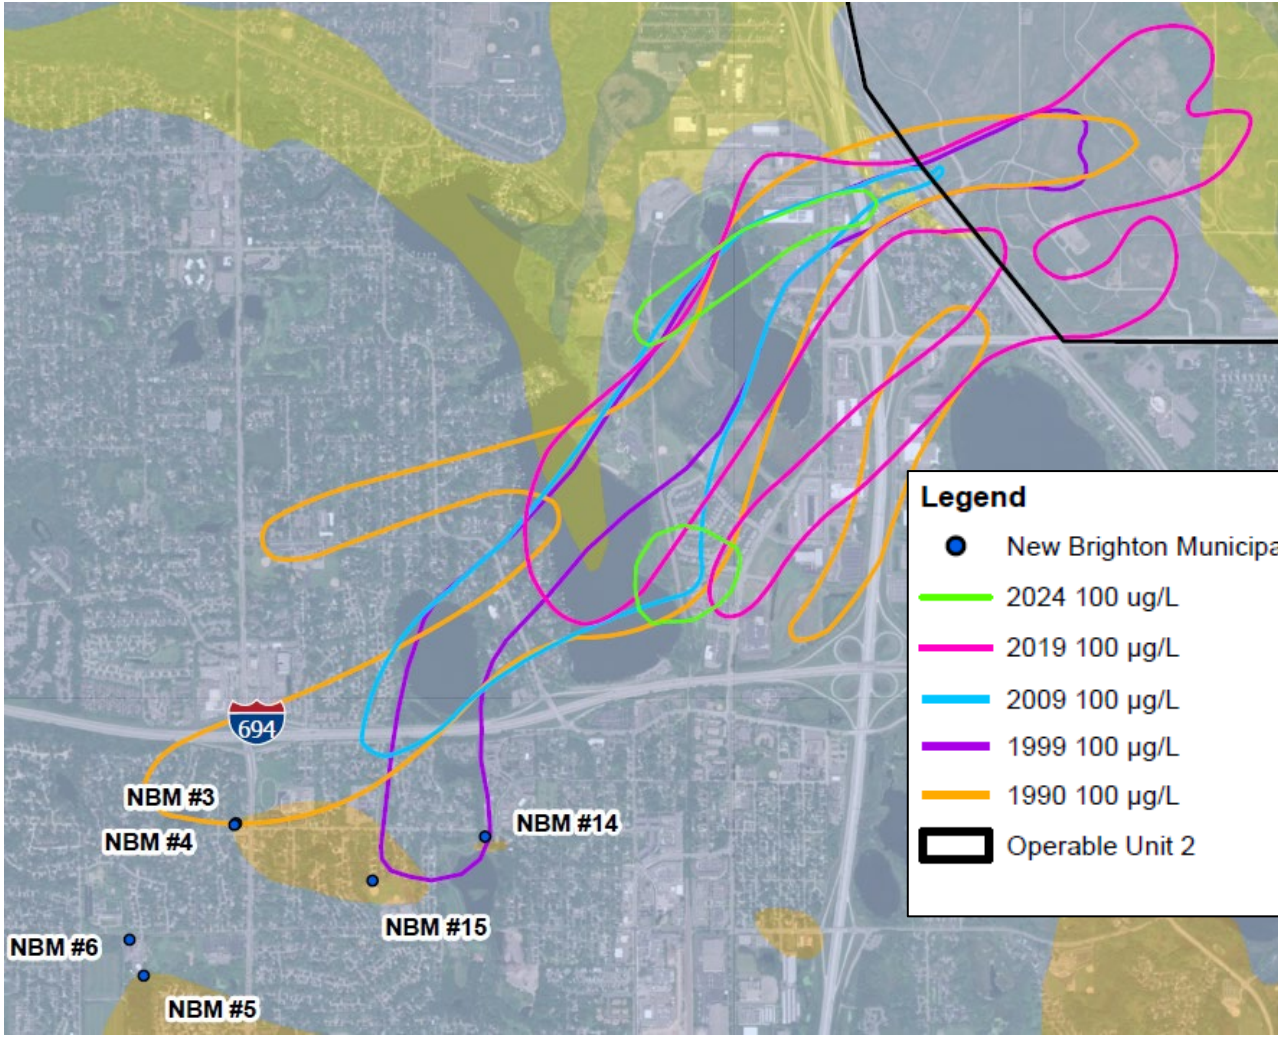 694
NBM #3
NBM #4
NBM #14
NBM #15
NBM #6
NBM #5
Legend
New Brighton Municipa
2024 100 ug/L
2019 100 µg/L
2009 100 µg/L
1999 100 µg/L
1990 100 µg/L
Operable Unit 2